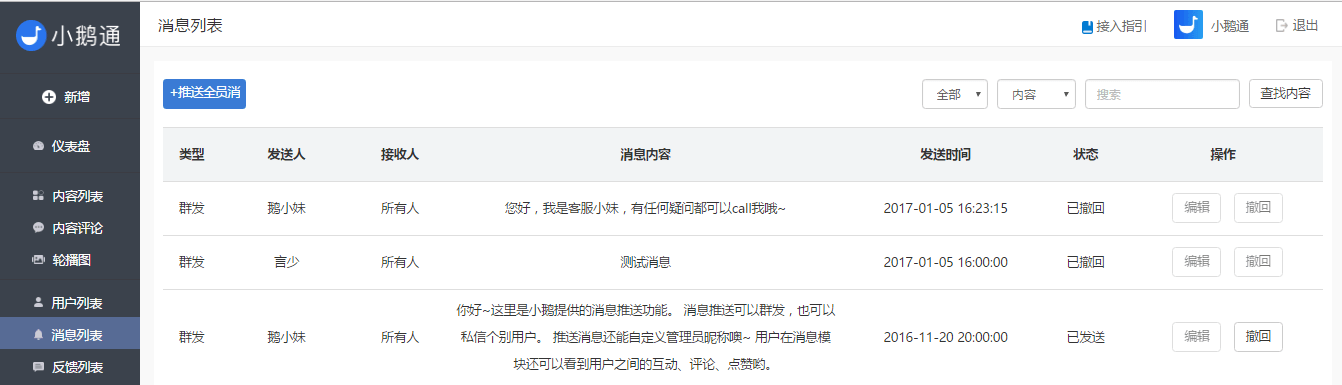 小鹅通
新增
仪表盘
内容列表
内容评论
轮播图
用户列表
消息列表
反馈列表
消息列表
接入指引
小鹅通
退出
+推送全员消
全部
内容
搜索
查找内容
类型 发送人 接收人 消息内容 发送时间 状态 操作
群发 鹅小妹 所有人 您好，我是客服小妹，有任何疑问都可以call我哦~ 2017-01-05 16:23:15 已撤回 编辑 撤回
群发 言少 所有人 测试消息 2017-01-05 16:00:00 已撤回 编辑 撤回
你好~这里是小鹅提供的消息推送功能。 消息推送可以群发，也可以
群发 鹅小妹 所有人 私信个别用户。 推送消息还能自定义管理员昵称噢~ 用户在消息模 2016-11-20 20:00:00 已发送 编辑 撤回
块还可以看到用户之间的互动、评论、点赞哟。